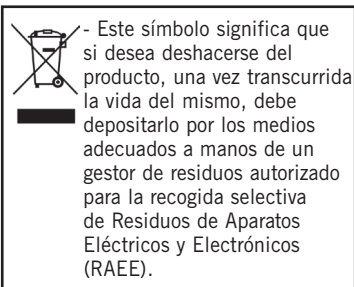 - Este símbolo significa que
si desea deshacerse del
producto, una vez transcurrida
la vida del mismo, debe
depositarlo por los medios
adecuados a manos de un
gestor de residuos autorizado
para la recogida selectiva
de Residuos de Aparatos
Eléctricos y Electrónicos
(RAEE).